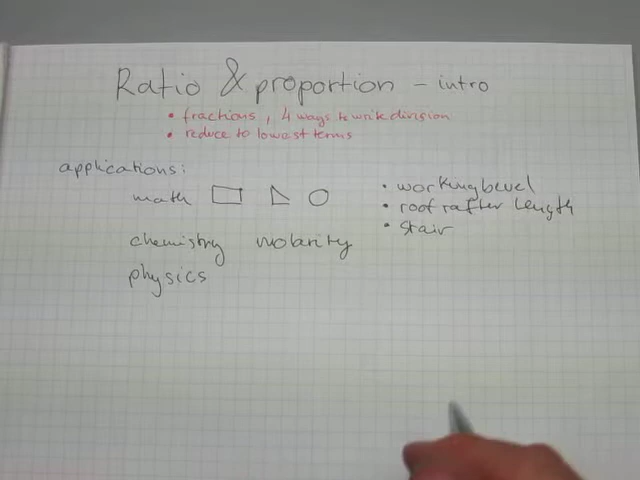 Ratio & proportion - intro
• fractions, 4 ways to write division
• reduce to lowest terms
applications:
math
• working bevel
• roof rafter length
• stair
chemistry molarity
physics